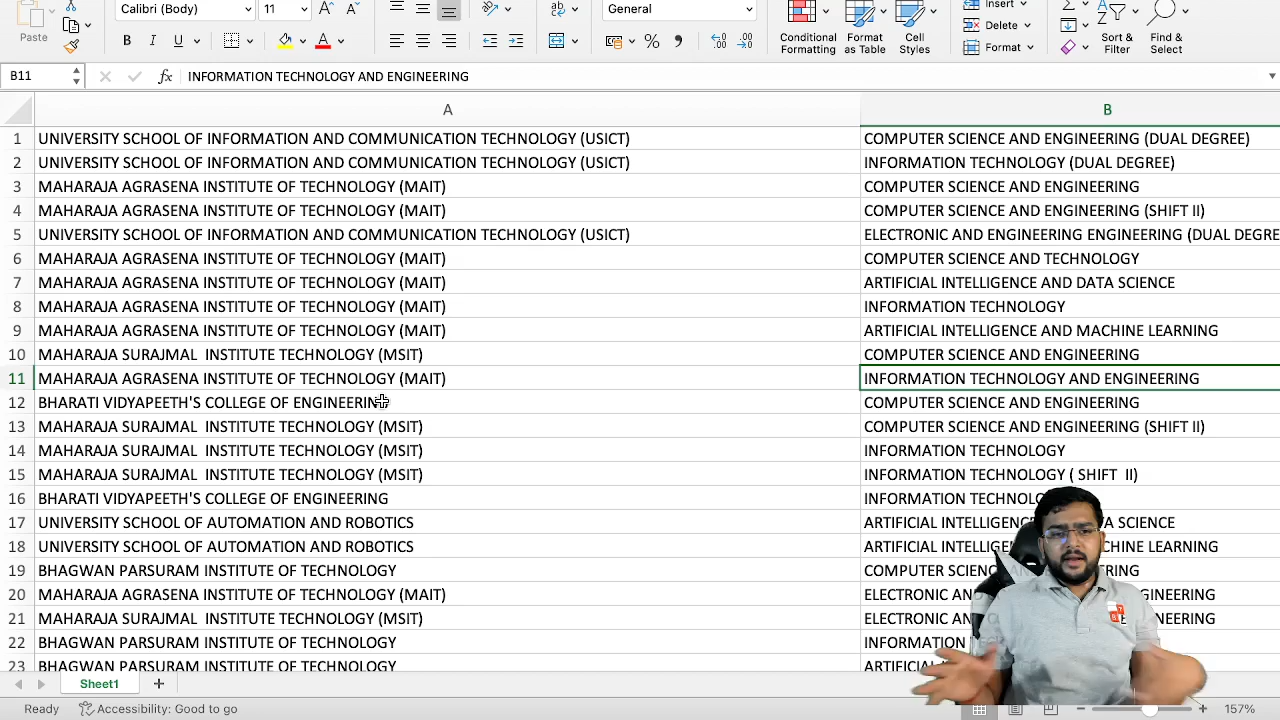 Calibri (Body) 11 A A ab General Insert
Paste B I U A % 9 Conditional Formatting Format as Table Cell Styles Delete Format Sort & Filter Find & Select
B11 fx INFORMATION TECHNOLOGY AND ENGINEERING
A B
1 UNIVERSITY SCHOOL OF INFORMATION AND COMMUNICATION TECHNOLOGY (USICT) COMPUTER SCIENCE AND ENGINEERING (DUAL DEGREE)
2 UNIVERSITY SCHOOL OF INFORMATION AND COMMUNICATION TECHNOLOGY (USICT) INFORMATION TECHNOLOGY (DUAL DEGREE)
3 MAHARAJA AGRASENA INSTITUTE OF TECHNOLOGY (MAIT) COMPUTER SCIENCE AND ENGINEERING
4 MAHARAJA AGRASENA INSTITUTE OF TECHNOLOGY (MAIT) COMPUTER SCIENCE AND ENGINEERING (SHIFT II)
5 UNIVERSITY SCHOOL OF INFORMATION AND COMMUNICATION TECHNOLOGY (USICT) ELECTRONIC AND ENGINEERING ENGINEERING (DUAL DEGRE
6 MAHARAJA AGRASENA INSTITUTE OF TECHNOLOGY (MAIT) COMPUTER SCIENCE AND TECHNOLOGY
7 MAHARAJA AGRASENA INSTITUTE OF TECHNOLOGY (MAIT) ARTIFICIAL INTELLIGENCE AND DATA SCIENCE
8 MAHARAJA AGRASENA INSTITUTE OF TECHNOLOGY (MAIT) INFORMATION TECHNOLOGY
9 MAHARAJA AGRASENA INSTITUTE OF TECHNOLOGY (MAIT) ARTIFICIAL INTELLIGENCE AND MACHINE LEARNING
10 MAHARAJA SURAJMAL INSTITUTE TECHNOLOGY (MSIT) COMPUTER SCIENCE AND ENGINEERING
11 MAHARAJA AGRASENA INSTITUTE OF TECHNOLOGY (MAIT) INFORMATION TECHNOLOGY AND ENGINEERING
12 BHARATI VIDYAPEETH'S COLLEGE OF ENGINEERING COMPUTER SCIENCE AND ENGINEERING
13 MAHARAJA SURAJMAL INSTITUTE TECHNOLOGY (MSIT) COMPUTER SCIENCE AND ENGINEERING (SHIFT II)
14 MAHARAJA SURAJMAL INSTITUTE TECHNOLOGY (MSIT) INFORMATION TECHNOLOGY
15 MAHARAJA SURAJMAL INSTITUTE TECHNOLOGY (MSIT) INFORMATION TECHNOLOGY ( SHIFT II)
16 BHARATI VIDYAPEETH'S COLLEGE OF ENGINEERING INFORMATION
17 UNIVERSITY SCHOOL OF AUTOMATION AND ROBOTICS ARTIFICIAL SCIENCE
18 UNIVERSITY SCHOOL OF AUTOMATION AND ROBOTICS ARTIFICIAL LEARNING
19 BHAGWAN PARSURAM INSTITUTE OF TECHNOLOGY COMPUTER
20 MAHARAJA AGRASENA INSTITUTE OF TECHNOLOGY (MAIT) ELECTRONIC
21 MAHARAJA SURAJMAL INSTITUTE TECHNOLOGY (MSIT) ELECTRONIC
22 BHAGWAN PARSURAM INSTITUTE OF TECHNOLOGY INFORMATION
23 BHAGWAN PARSURAM INSTITUTE OF TECHNOLOGY
Sheet1 +
Ready Accessibility: Good to go 157%